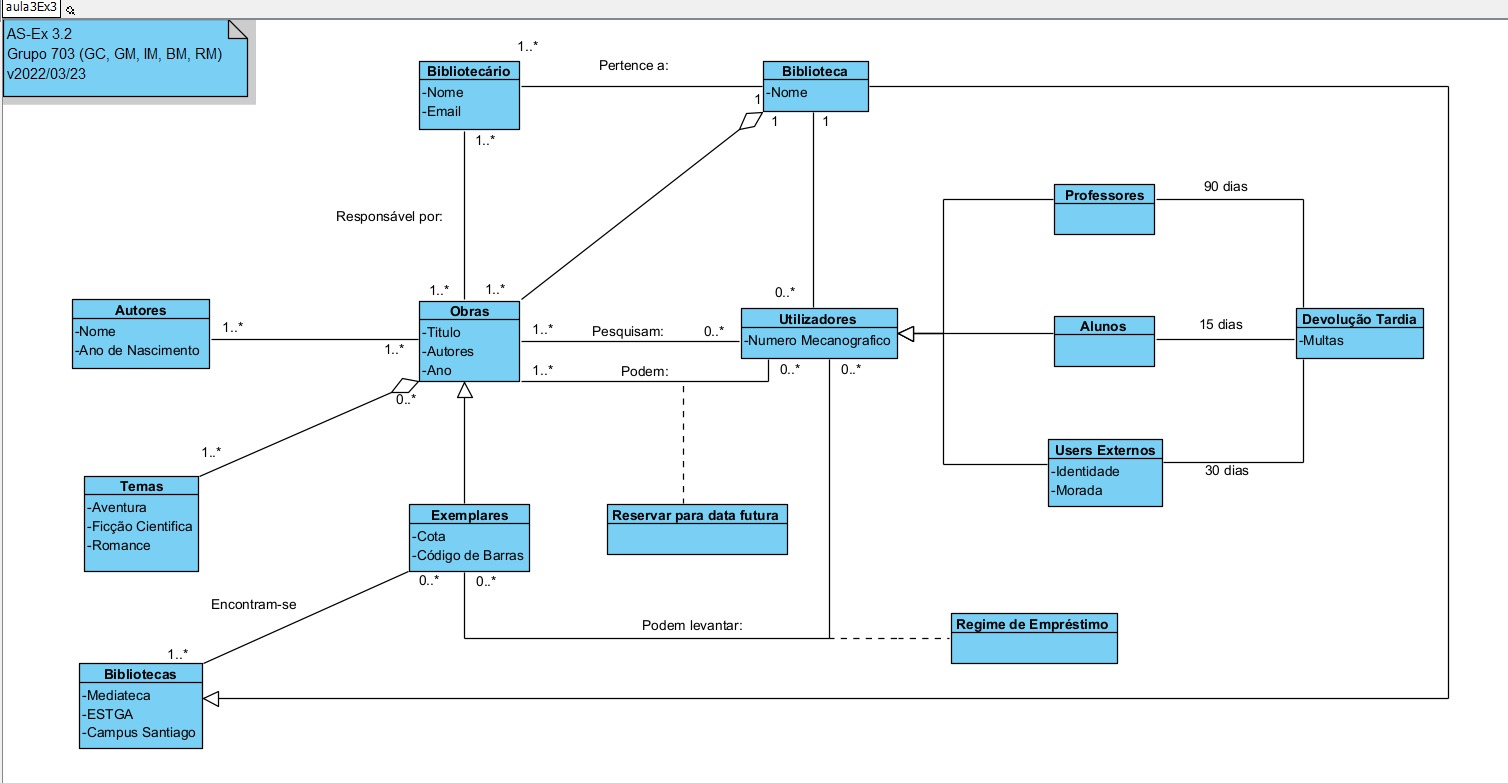 aula3Ex3
AS-Ex 3.2
Grupo 703 (GC, GM, IM, BM, RM)
v2022/03/23
1..*
Bibliotecário
-Nome
-Email
Pertence a:
Biblioteca
-Nome
1
1
1
1..*
Responsável por:
Professores
90 dias
1..*
1..*
0..*
Autores
-Nome
-Ano de Nascimento
1..*
1..*
Obras
-Titulo
-Autores
-Ano
1..*
Pesquisam:
0..*
Utilizadores
-Numero Mecanografico
Alunos
15 dias
Devolução Tardia
-Multas
1..*
Podem:
0..*
0..*
0..*
1..*
Users Externos
-Identidade
-Morada
30 dias
Temas
-Aventura
-Ficção Cientifica
-Romance
Exemplares
-Cota
-Código de Barras
Reservar para data futura
0..*
0..*
Encontram-se
Podem levantar:
Regime de Empréstimo
1..*
Bibliotecas
-Mediateca
-ESTGA
-Campus Santiago